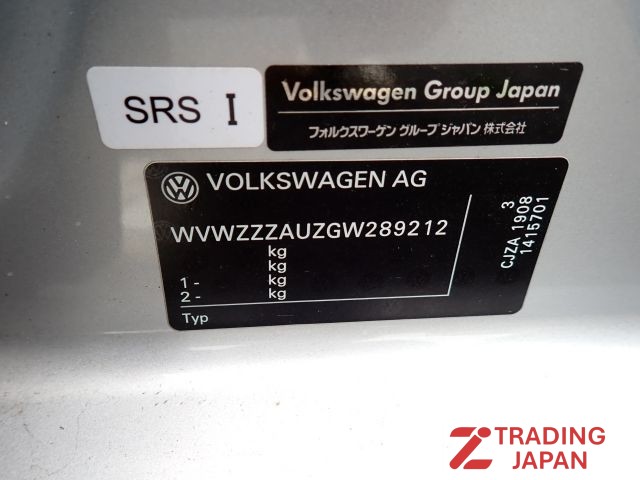 SRS I
Volkswagen Group Japan
フォルクスワーゲン グループ ジャパン 株式会社
VOLKSWAGEN AG
WVWZZZAUZGW289212
kg
kg
1 - kg
2 - kg
Typ
3
CJZA 1908
1415701
TRADING
JAPAN